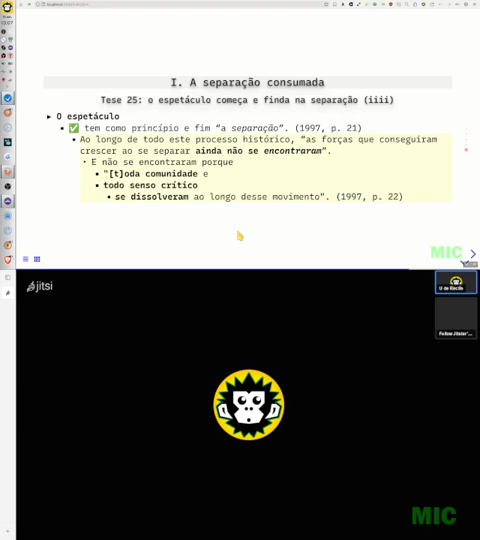 I. A separação consumada
Tese 25: o espetáculo começa e finda na separação (iiii)
▸ O espetáculo
▪ ✅ tem como princípio e fim “a separação”. (1997, p. 21)
▪ Ao longo de todo este processo histórico, “as forças que conseguiram
crescer ao se separar ainda não se encontraram”.
• E não se encontraram porque
▪ "[t]oda comunidade e
▪ todo senso crítico
▪ se dissolveram ao longo desse movimento". (1997, p. 22)
MIC
jitsi
U de Recife
MIC